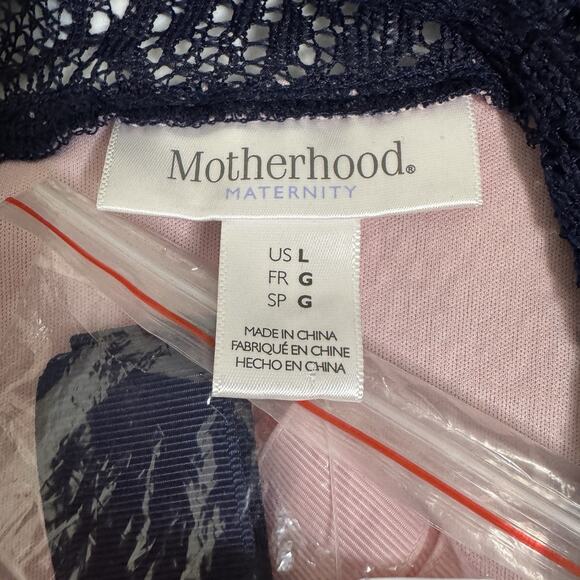 Motherhood®
MATERNITY
US L
FR G
SP G
MADE IN CHINA
FABRIQUÉ EN CHINE
HECHO EN CHINA